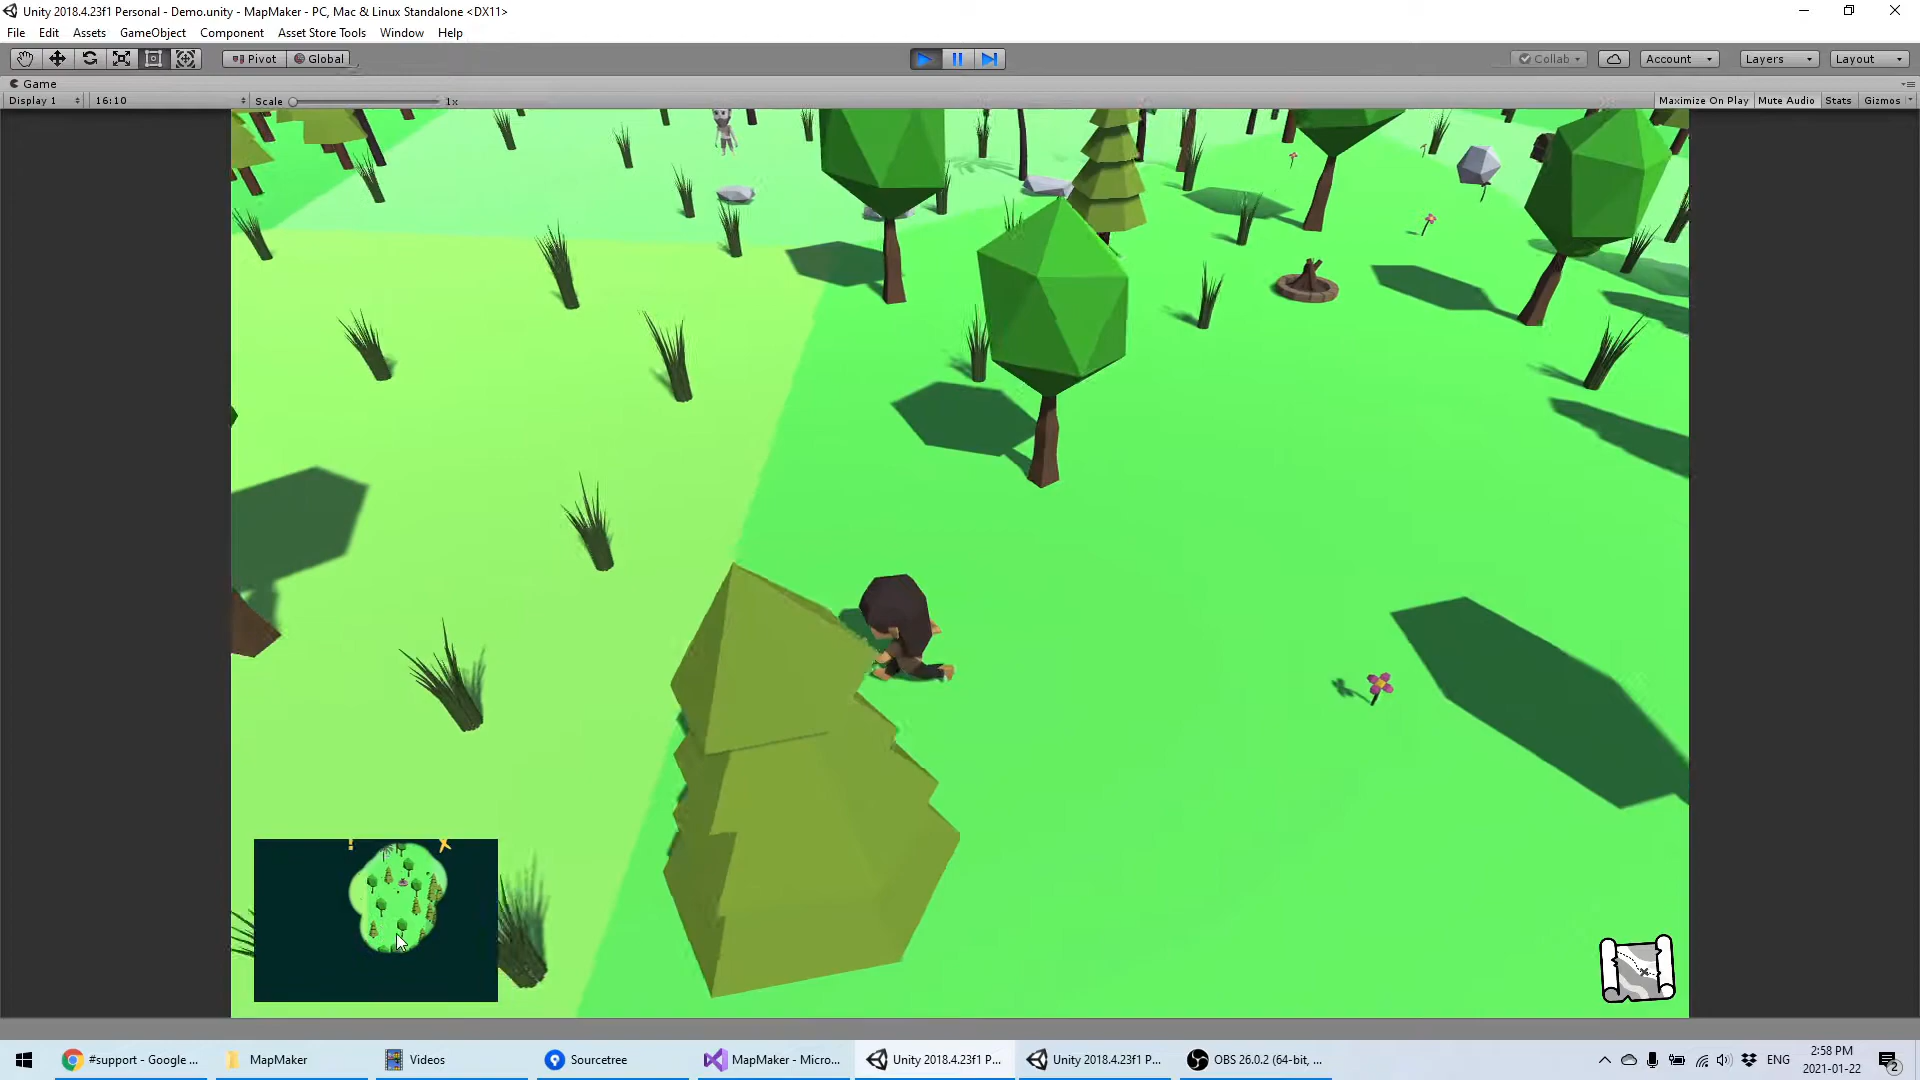 Unity 2018.4.23f1 Personal - Demo.unity - MapMaker - PC, Mac & Linux Standalone <DX11>
File Edit Assets GameObject Component Asset Store Tools Window Help
Pivot Global Collab Account Layers Layout
Game
Display 1 16:10 Scale 1x Maximize On Play Mute Audio Stats Gizmos
#support - Google ... MapMaker Videos Sourcetree MapMaker - Micro... Unity 2018.4.23f1 P... Unity 2018.4.23f1 P... OBS 26.0.2 (64-bit, ... ENG 2:58 PM
2021-01-22 2